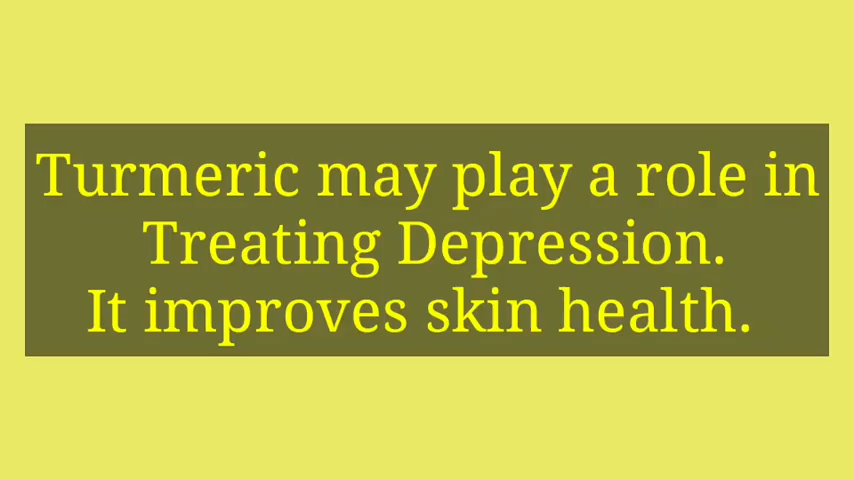 Turmeric may play a role in
Treating Depression.
It improves skin health.